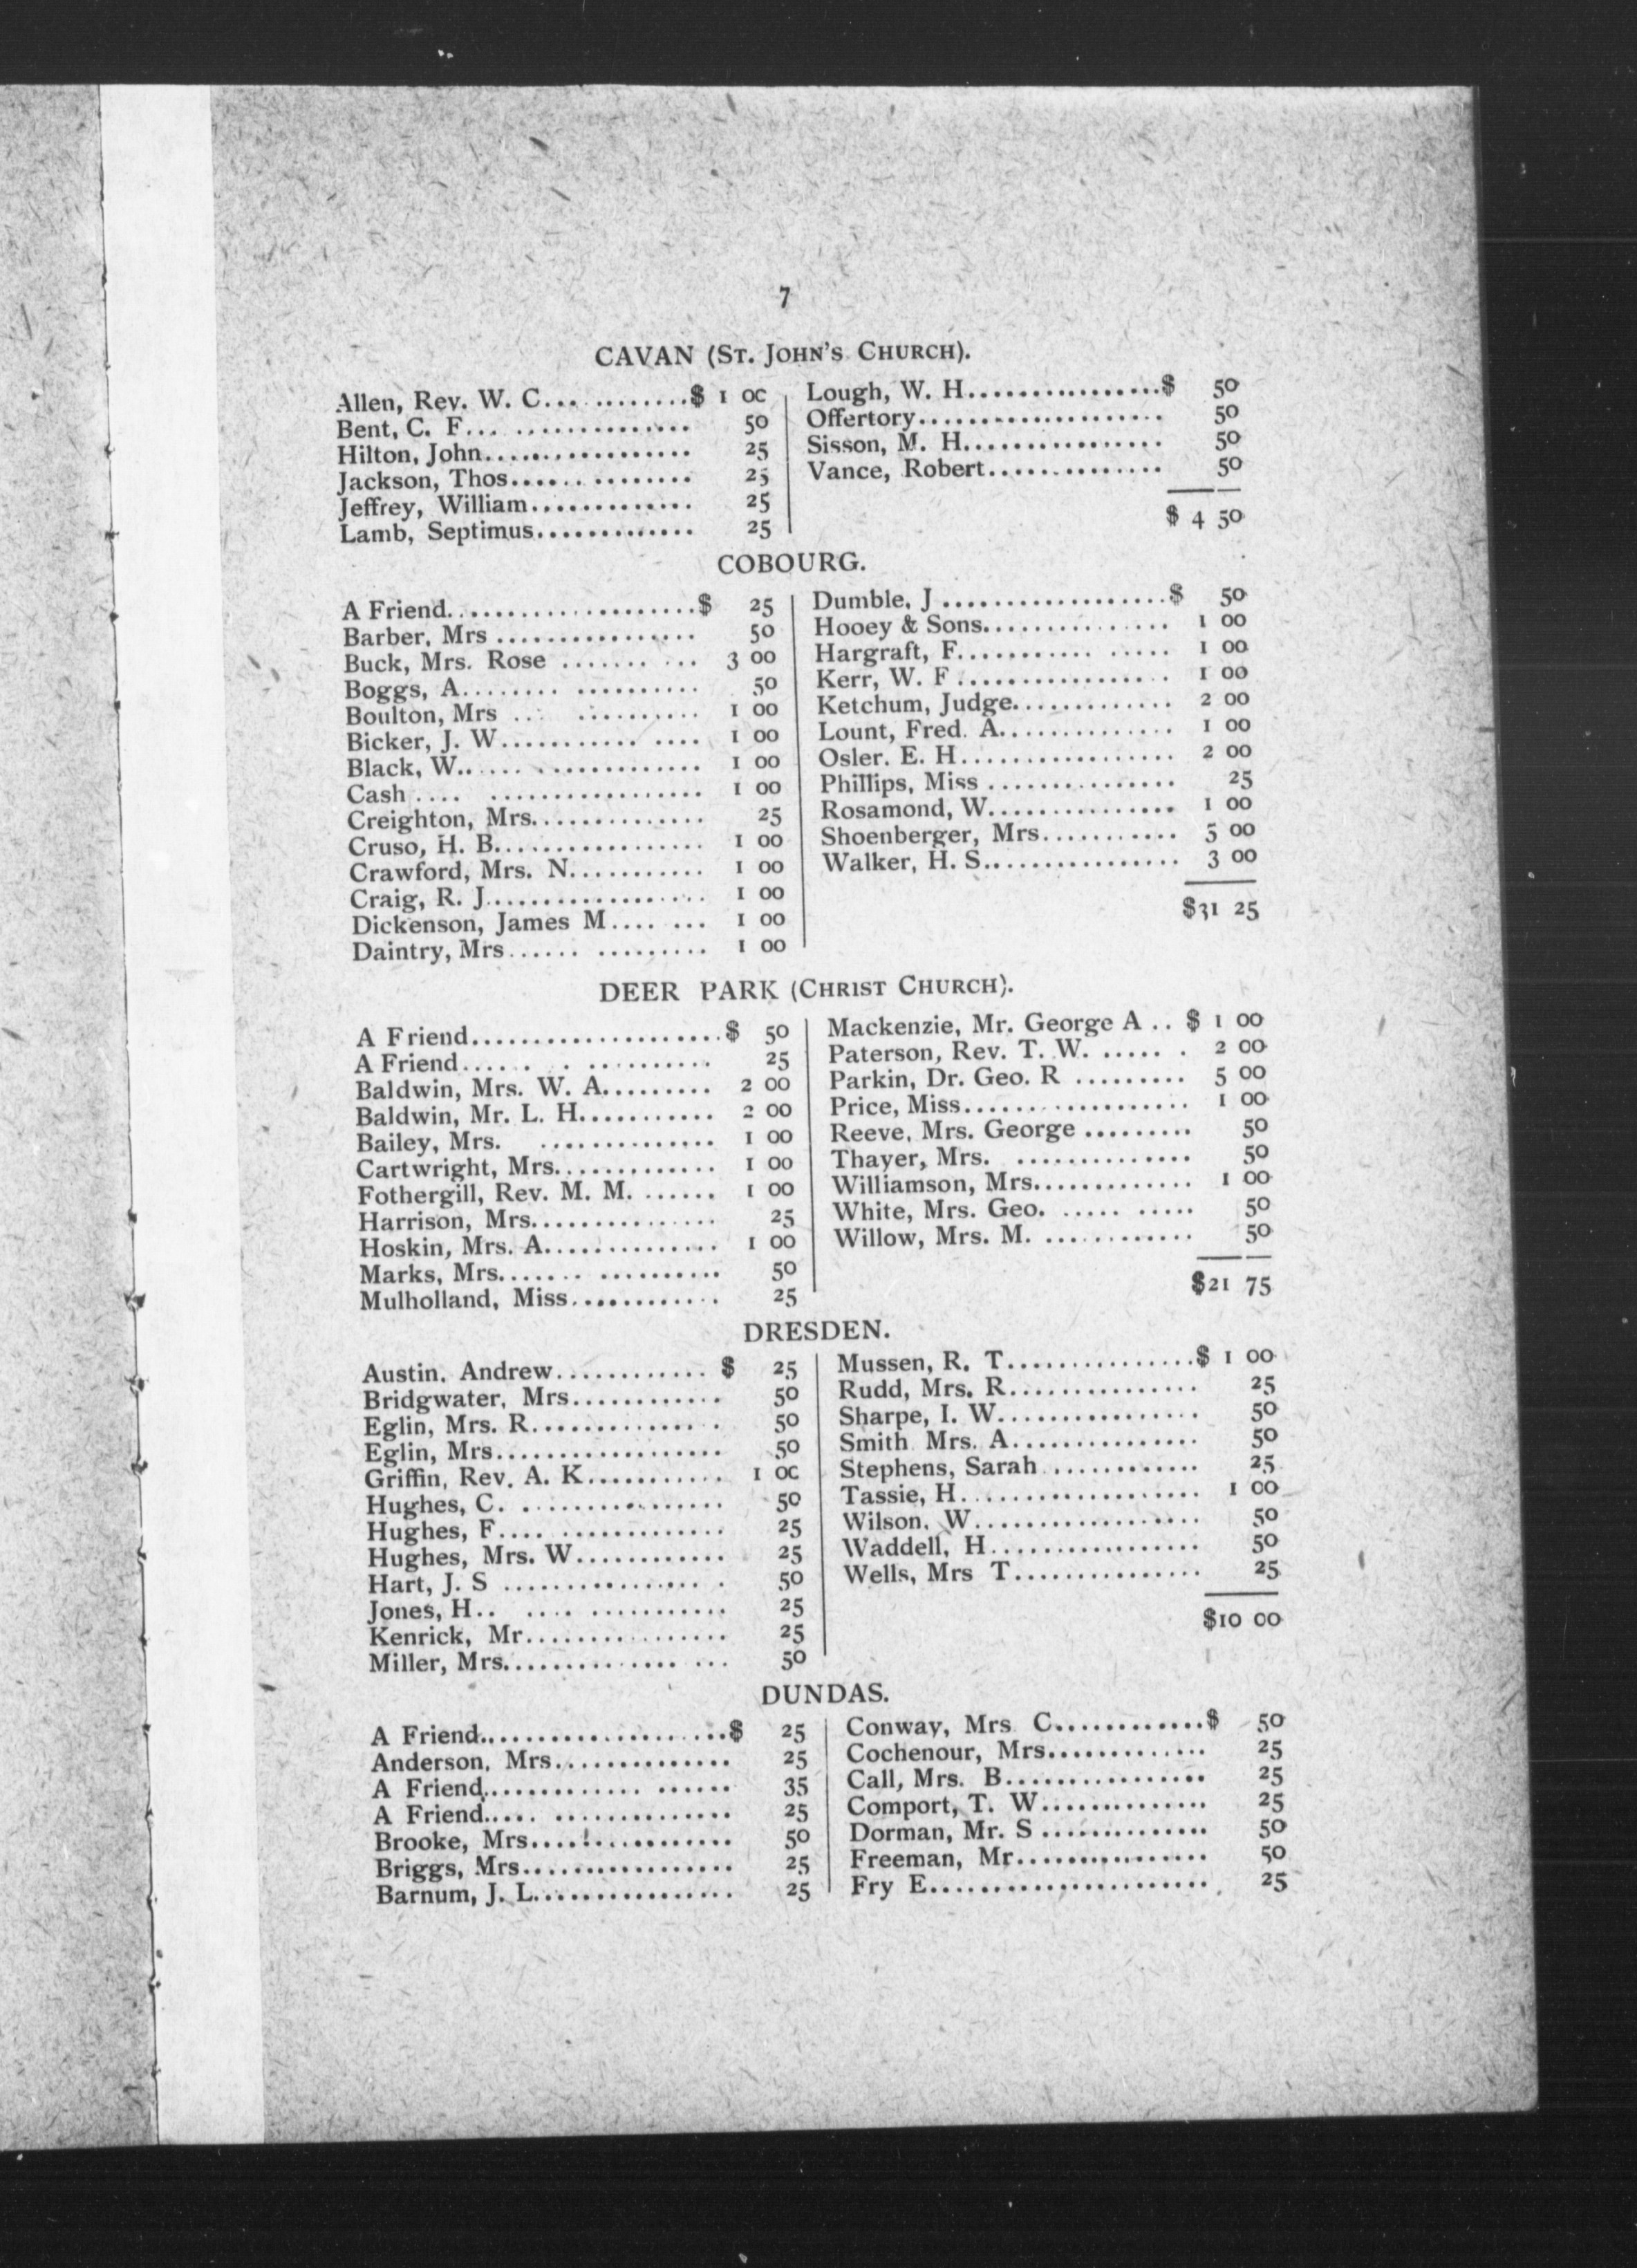 7
CAVAN (ST. JOHN'S CHURCH).
Allen, Rev. W. C............$ 1 00
Bent, C. F................. 50
Hilton, John................. 25
Jackson, Thos.............. 25
Jeffrey, William............. 25
Lamb, Septimus............. 25
Lough, W. H................$ 50
Offertory.................... 50
Sisson, M. H................ 50
Vance, Robert.............. 50
$ 4 50
COBOURG.
A Friend....................$ 25
Barber, Mrs ................ 50
Buck, Mrs. Rose .......... 3 00
Boggs, A.................. 50
Boulton, Mrs ............. 1 00
Bicker, J. W............... 1 00
Black, W.................. 1 00
Cash ..................... 1 00
Creighton, Mrs.............. 25
Cruso, H. B................. 1 00
Crawford, Mrs. N........... 1 00
Craig, R. J.................. 1 00
Dickenson, James M....... 1 00
Daintry, Mrs............... 1 00
Dumble, J ..................$ 50
Hooey & Sons............... 1 00
Hargraft, F................ 1 00
Kerr, W. F ................. 1 00
Ketchum, Judge............. 2 00
Lount, Fred. A.............. 1 00
Osler. E. H................. 2 00
Phillips, Miss ............... 25
Rosamond, W............... 1 00
Shoenberger, Mrs........... 5 00
Walker, H. S................ 3 00
$31 25
DEER PARK (CHRIST CHURCH).
A Friend....................$ 50
A Friend................. 25
Baldwin, Mrs. W. A......... 2 00
Baldwin, Mr. L. H........... 2 00
Bailey, Mrs. .............. 1 00
Cartwright, Mrs............. 1 00
Fothergill, Rev. M. M. ...... 1 00
Harrison, Mrs............... 25
Hoskin, Mrs. A.............. 1 00
Marks, Mrs................. 50
Mulholland, Miss............ 25
Mackenzie, Mr. George A .. $ 1 00
Paterson, Rev. T. W. ...... . 2 00
Parkin, Dr. Geo. R ......... 5 00
Price, Miss.................. 1 00
Reeve, Mrs. George ......... 50
Thayer, Mrs. .............. 50
Williamson, Mrs............. 1 00
White, Mrs. Geo. .......... 50
Willow, Mrs. M. ............ 50
$21 75
DRESDEN.
Austin. Andrew............ $ 25
Bridgwater, Mrs............ 50
Eglin, Mrs. R............... 50
Eglin, Mrs.................. 50
Griffin, Rev. A. K........... 1 00
Hughes, C. ................ 50
Hughes, F................. 25
Hughes, Mrs. W............ 25
Hart, J. S ................ 50
Jones, H.. ............... 25
Kenrick, Mr................ 25
Miller, Mrs................. 50
Mussen, R. T...............$ 1 00
Rudd, Mrs. R............... 25
Sharpe, I. W................ 50
Smith Mrs. A............... 50
Stephens, Sarah ............ 25
Tassie, H................... 1 00
Wilson. W.................. 50
Waddell, H................. 50
Wells, Mrs T............... 25
$10 00
DUNDAS.
A Friend....................$ 25
Anderson, Mrs.............. 25
A Friend................... 35
A Friend................... 25
Brooke, Mrs................ 50
Briggs, Mrs................. 25
Barnum, J. L................ 25
Conway, Mrs C............$ 50
Cochenour, Mrs............. 25
Call, Mrs. B................ 25
Comport, T. W.............. 25
Dorman, Mr. S .............. 50
Freeman, Mr................ 50
Fry E....................... 25